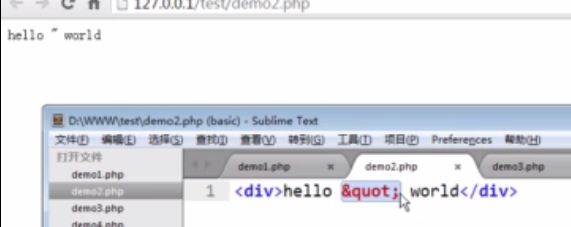 127.0.0.1/test/demo2.php
hello " world
D:\WWW\test\demo2.php (basic) - Sublime Text
文件(F) 编辑(E) 选择(S) 查找(I) 查看(V) 转到(G) 工具(T) 项目(P) Preferences 帮助(H)
打开文件
demo1.php
demo2.php
demo3.php
demo4.php
demo1.php × demo2.php × demo3.php
1 <div>hello &quot; world</div>